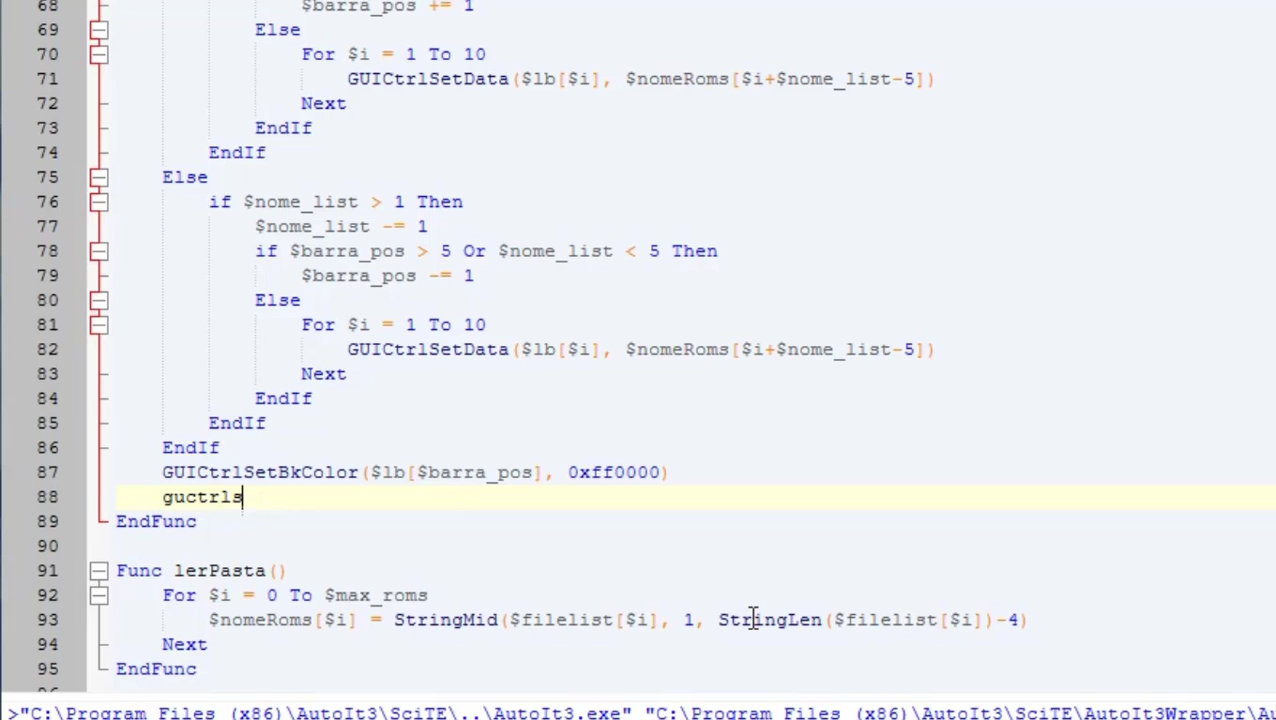 68 $barra_pos += 1
69 Else
70 For $i = 1 To 10
71 GUICtrlSetData($lb[$i], $nomeRoms[$i+$nome_list-5])
72 Next
73 EndIf
74 EndIf
75 Else
76 if $nome_list > 1 Then
77 $nome_list -= 1
78 if $barra_pos > 5 Or $nome_list < 5 Then
79 $barra_pos -= 1
80 Else
81 For $i = 1 To 10
82 GUICtrlSetData($lb[$i], $nomeRoms[$i+$nome_list-5])
83 Next
84 EndIf
85 EndIf
86 EndIf
87 GUICtrlSetBkColor($lb[$barra_pos], 0xff0000)
88 guctrls
89 EndFunc
90
91 Func lerPasta()
92 For $i = 0 To $max_roms
93 $nomeRoms[$i] = StringMid($filelist[$i], 1, StringLen($filelist[$i])-4)
94 Next
95 EndFunc
>"C:\Program Files (x86)\AutoIt3\SciTE\..\AutoIt3.exe" "C:\Program Files (x86)\AutoIt3\SciTE\AutoIt3Wrapper\Au